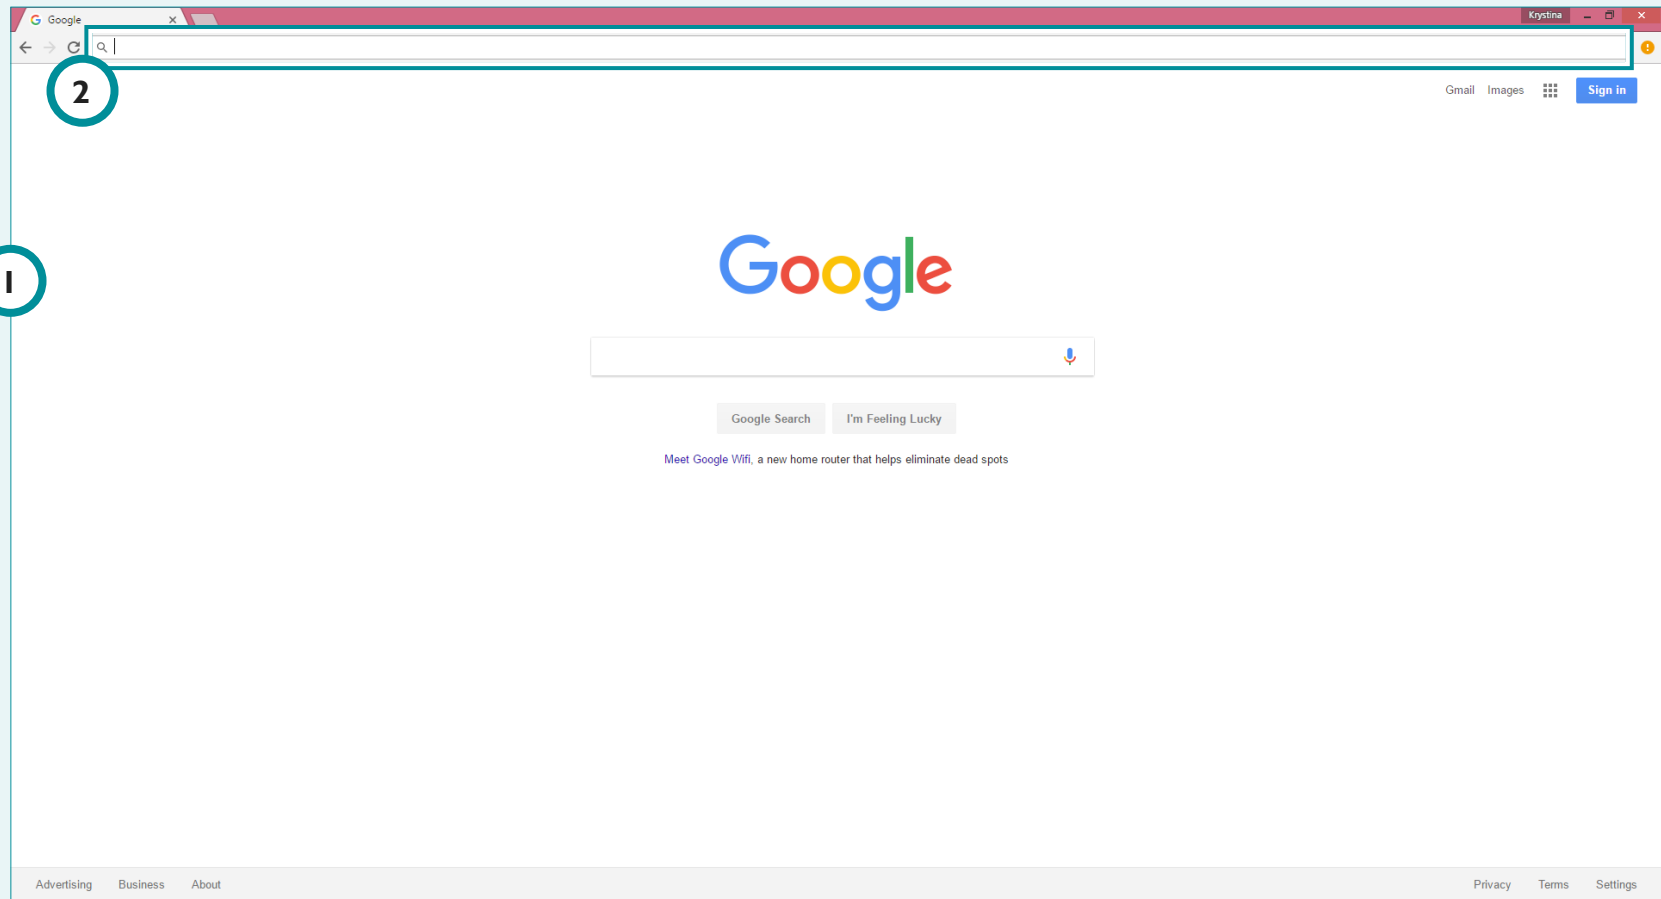 Google
Krystina
2
Gmail Images Sign in
1
Google
Google Search I'm Feeling Lucky
Meet Google Wifi, a new home router that helps eliminate dead spots
Advertising Business About Privacy Terms Settings